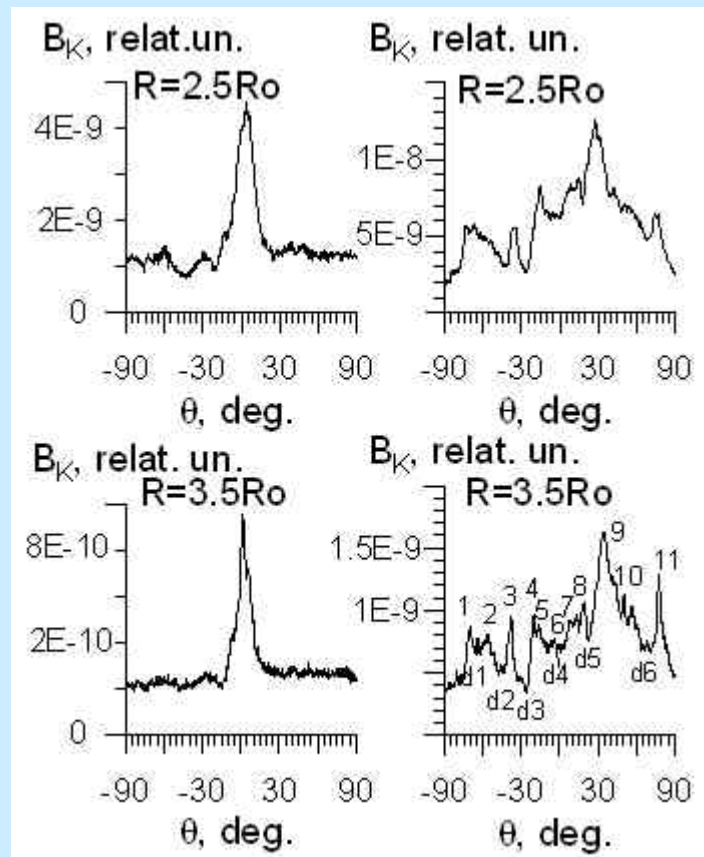 B_K, relat.un.
R=2.5Ro
4E-9
2E-9
0
-90 -30 30 90
θ, deg.
B_K, relat. un.
R=2.5Ro
1E-8
5E-9
-90 -30 30 90
θ, deg.
B_K, relat. un.
R=3.5Ro
8E-10
2E-10
0
-90 -30 30 90
θ, deg.
B_K, relat. un.
R=3.5Ro
1.5E-9
1E-9
1 2 3 4 5 6 7 8 9 10 11
d1 d2 d3 d4 d5 d6
-90 -30 30 90
θ, deg.